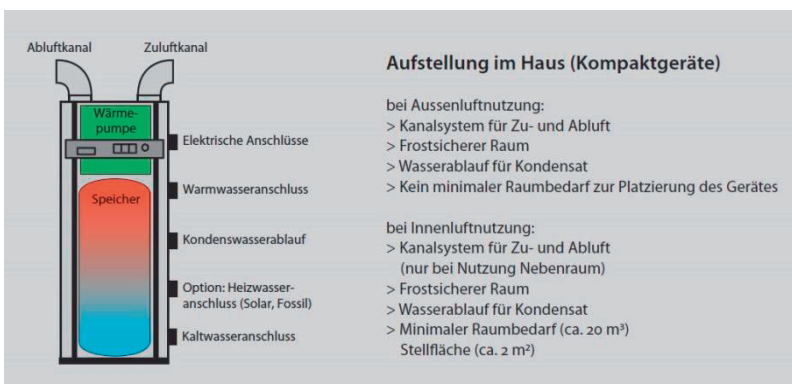 Abluftkanal
Zuluftkanal
Wärme-
pumpe
Elektrische Anschlüsse
Warmwasseranschluss
Speicher
Kondenswasserablauf
Option: Heizwasser-
anschluss (Solar, Fossil)
Kaltwasseranschluss
Aufstellung im Haus (Kompaktgeräte)
bei Aussenluftnutzung:
> Kanalsystem für Zu- und Abluft
> Frostsicherer Raum
> Wasserablauf für Kondensat
> Kein minimaler Raumbedarf zur Platzierung des Gerätes
bei Innenluftnutzung:
> Kanalsystem für Zu- und Abluft
(nur bei Nutzung Nebenraum)
> Frostsicherer Raum
> Wasserablauf für Kondensat
> Minimaler Raumbedarf (ca. 20 m³)
Stellfläche (ca. 2 m²)